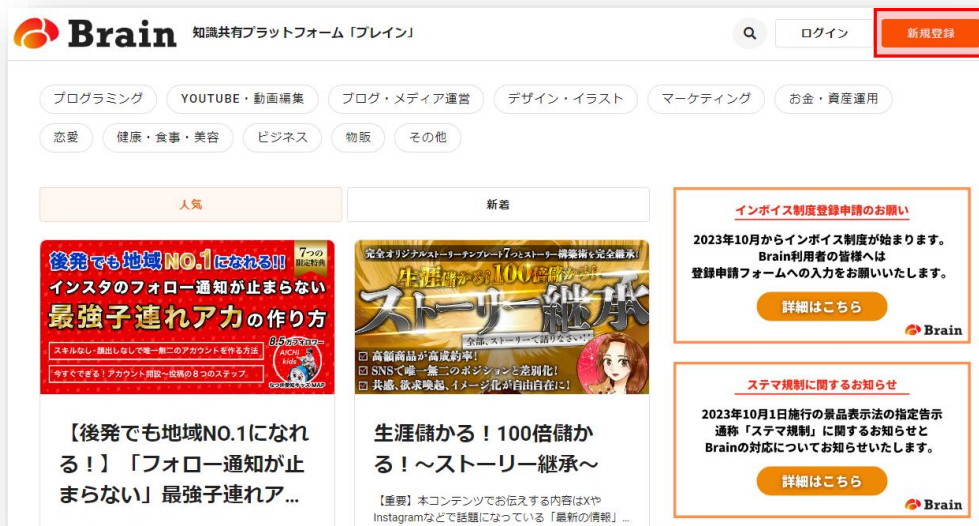 Brain 知識共有プラットフォーム「ブレイン」
ログイン
新規登録
プログラミング
YOUTUBE・動画編集
ブログ・メディア運営
デザイン・イラスト
マーケティング
お金・資産運用
恋愛
健康・食事・美容
ビジネス
物販
その他
人気
新着
後発でも地域NO.1になれる!!
7つの
限定特典
インスタのフォロー通知が止まらない
最強子連れアカの作り方
スキルなし・顔出しなしで唯一無二のアカウントを作る方法
今すぐできる！アカウント開設～投稿の8つのステップ
8.5万フォロワー
AICHI
kids
【後発でも地域NO.1になれ
る！】「フォロー通知が止
まらない」最強子連れア...
完全オリジナルストーリーテンプレート7つとストーリー構築術を完全継承!
生涯儲かる！100倍儲かる！
ストーリー継承
全部、ストーリーで語りなさい!!
高額商品が高成約率!
SNSで唯一無二のポジションと差別化!
共感、欲求喚起、イメージ化が自由自在に!
生涯儲かる！100倍儲か
る！～ストーリー継承～
【重要】本コンテンツでお伝えする内容はXや
Instagramなどで話題になっている「最新の情報」...
インボイス制度登録申請のお願い
2023年10月からインボイス制度が始まります。
Brain利用者の皆様へは
登録申請フォームへの入力をお願いいたします。
詳細はこちら
Brain
ステマ規制に関するお知らせ
2023年10月1日施行の景品表示法の指定告示
通称「ステマ規制」に関するお知らせと
Brainの対応についてお知らせいたします。
詳細はこちら
Brain